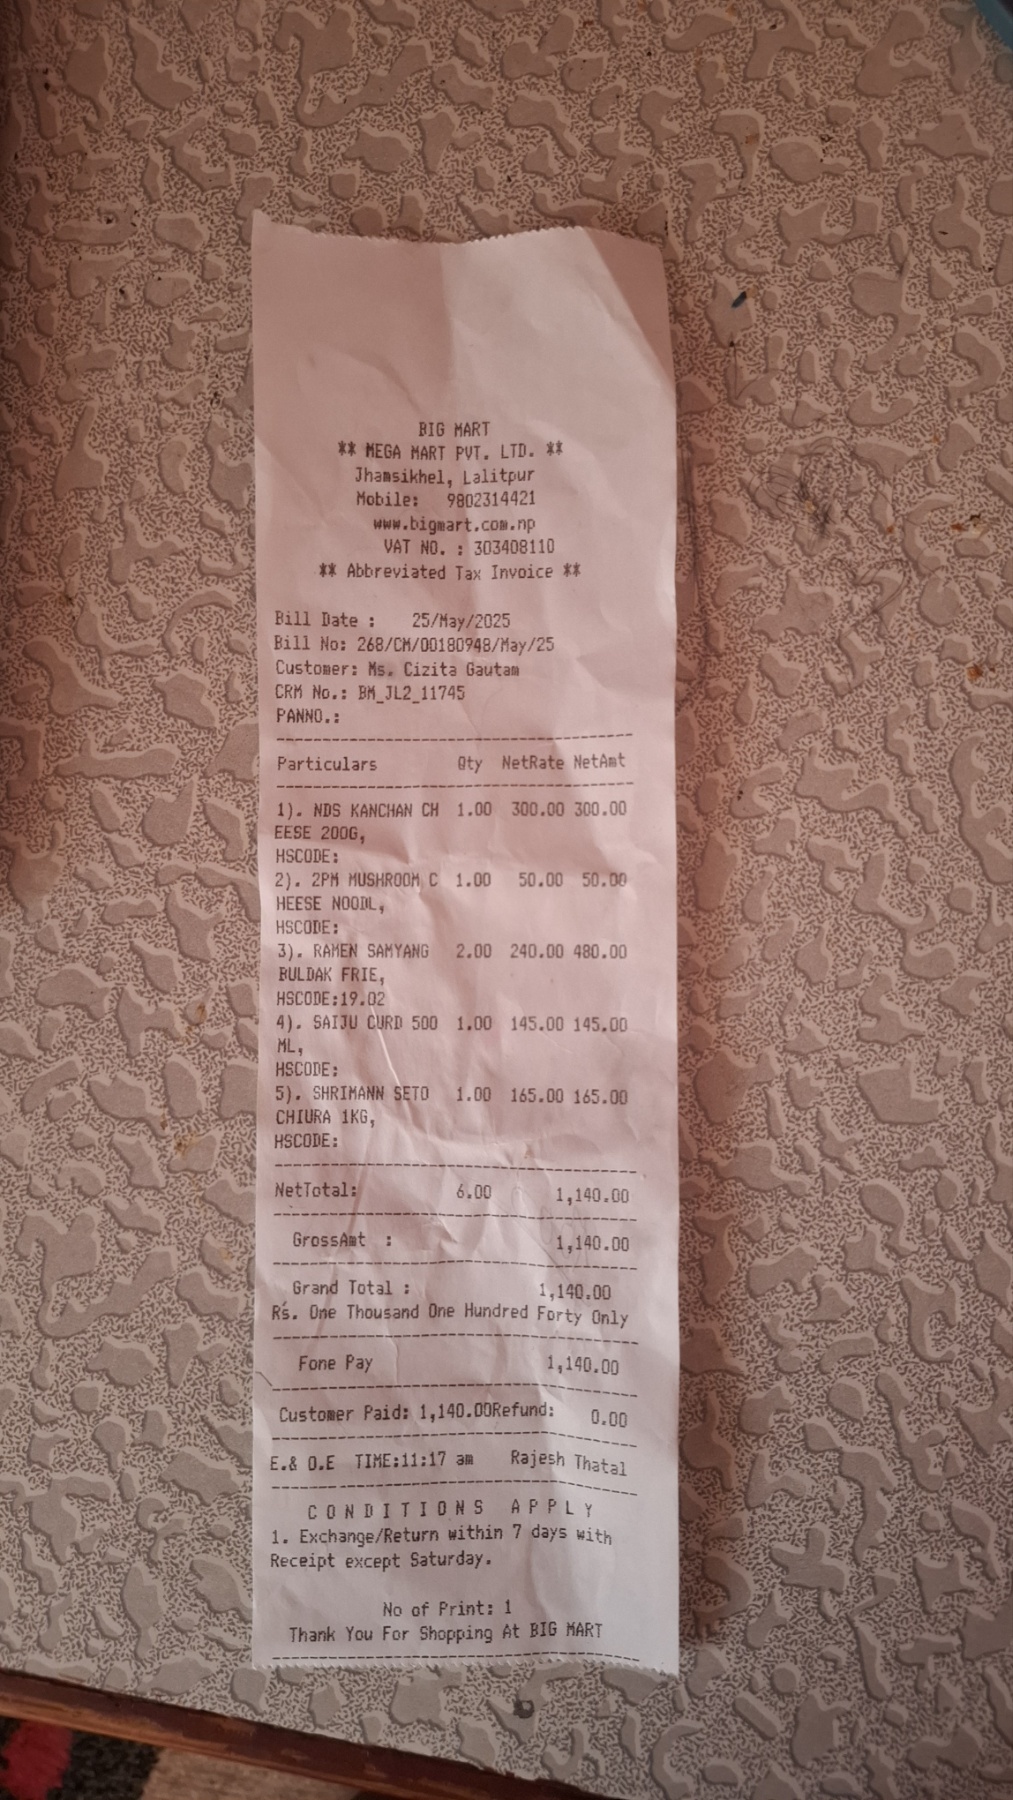 BIG MART
** MEGA MART PVT. LTD. **
Jhamsikhel, Lalitpur
Mobile: 9802314421
www.bigmart.com.np
VAT NO. : 303408110
** Abbreviated Tax Invoice **
Bill Date : 25/May/2025
Bill No: 268/CM/00180948/May/25
Customer: Ms. Cizita Gautam
CRM No.: BM_JL2_11745
PANNO.:
Particulars Qty NetRate NetAmt
1). NDS KANCHAN CH 1.00 300.00 300.00
EESE 200G,
HSCODE:
2). 2PM MUSHROOM C 1.00 50.00 50.00
HEESE NOODL,
HSCODE:
3). RAMEN SAMYANG 2.00 240.00 480.00
BULDAK FRIE,
HSCODE:19.02
4). SAIJU CURD 500 1.00 145.00 145.00
ML,
HSCODE:
5). SHRIMANN SETO 1.00 165.00 165.00
CHIURA 1KG,
HSCODE:
NetTotal: 6.00 1,140.00
GrossAmt : 1,140.00
Grand Total : 1,140.00
Rs. One Thousand One Hundred Forty Only
Fone Pay 1,140.00
Customer Paid: 1,140.00Refund: 0.00
E.& O.E TIME:11:17 am Rajesh Thatal
C O N D I T I O N S A P P L Y
1. Exchange/Return within 7 days with
Receipt except Saturday.
No of Print: 1
Thank You For Shopping At BIG MART